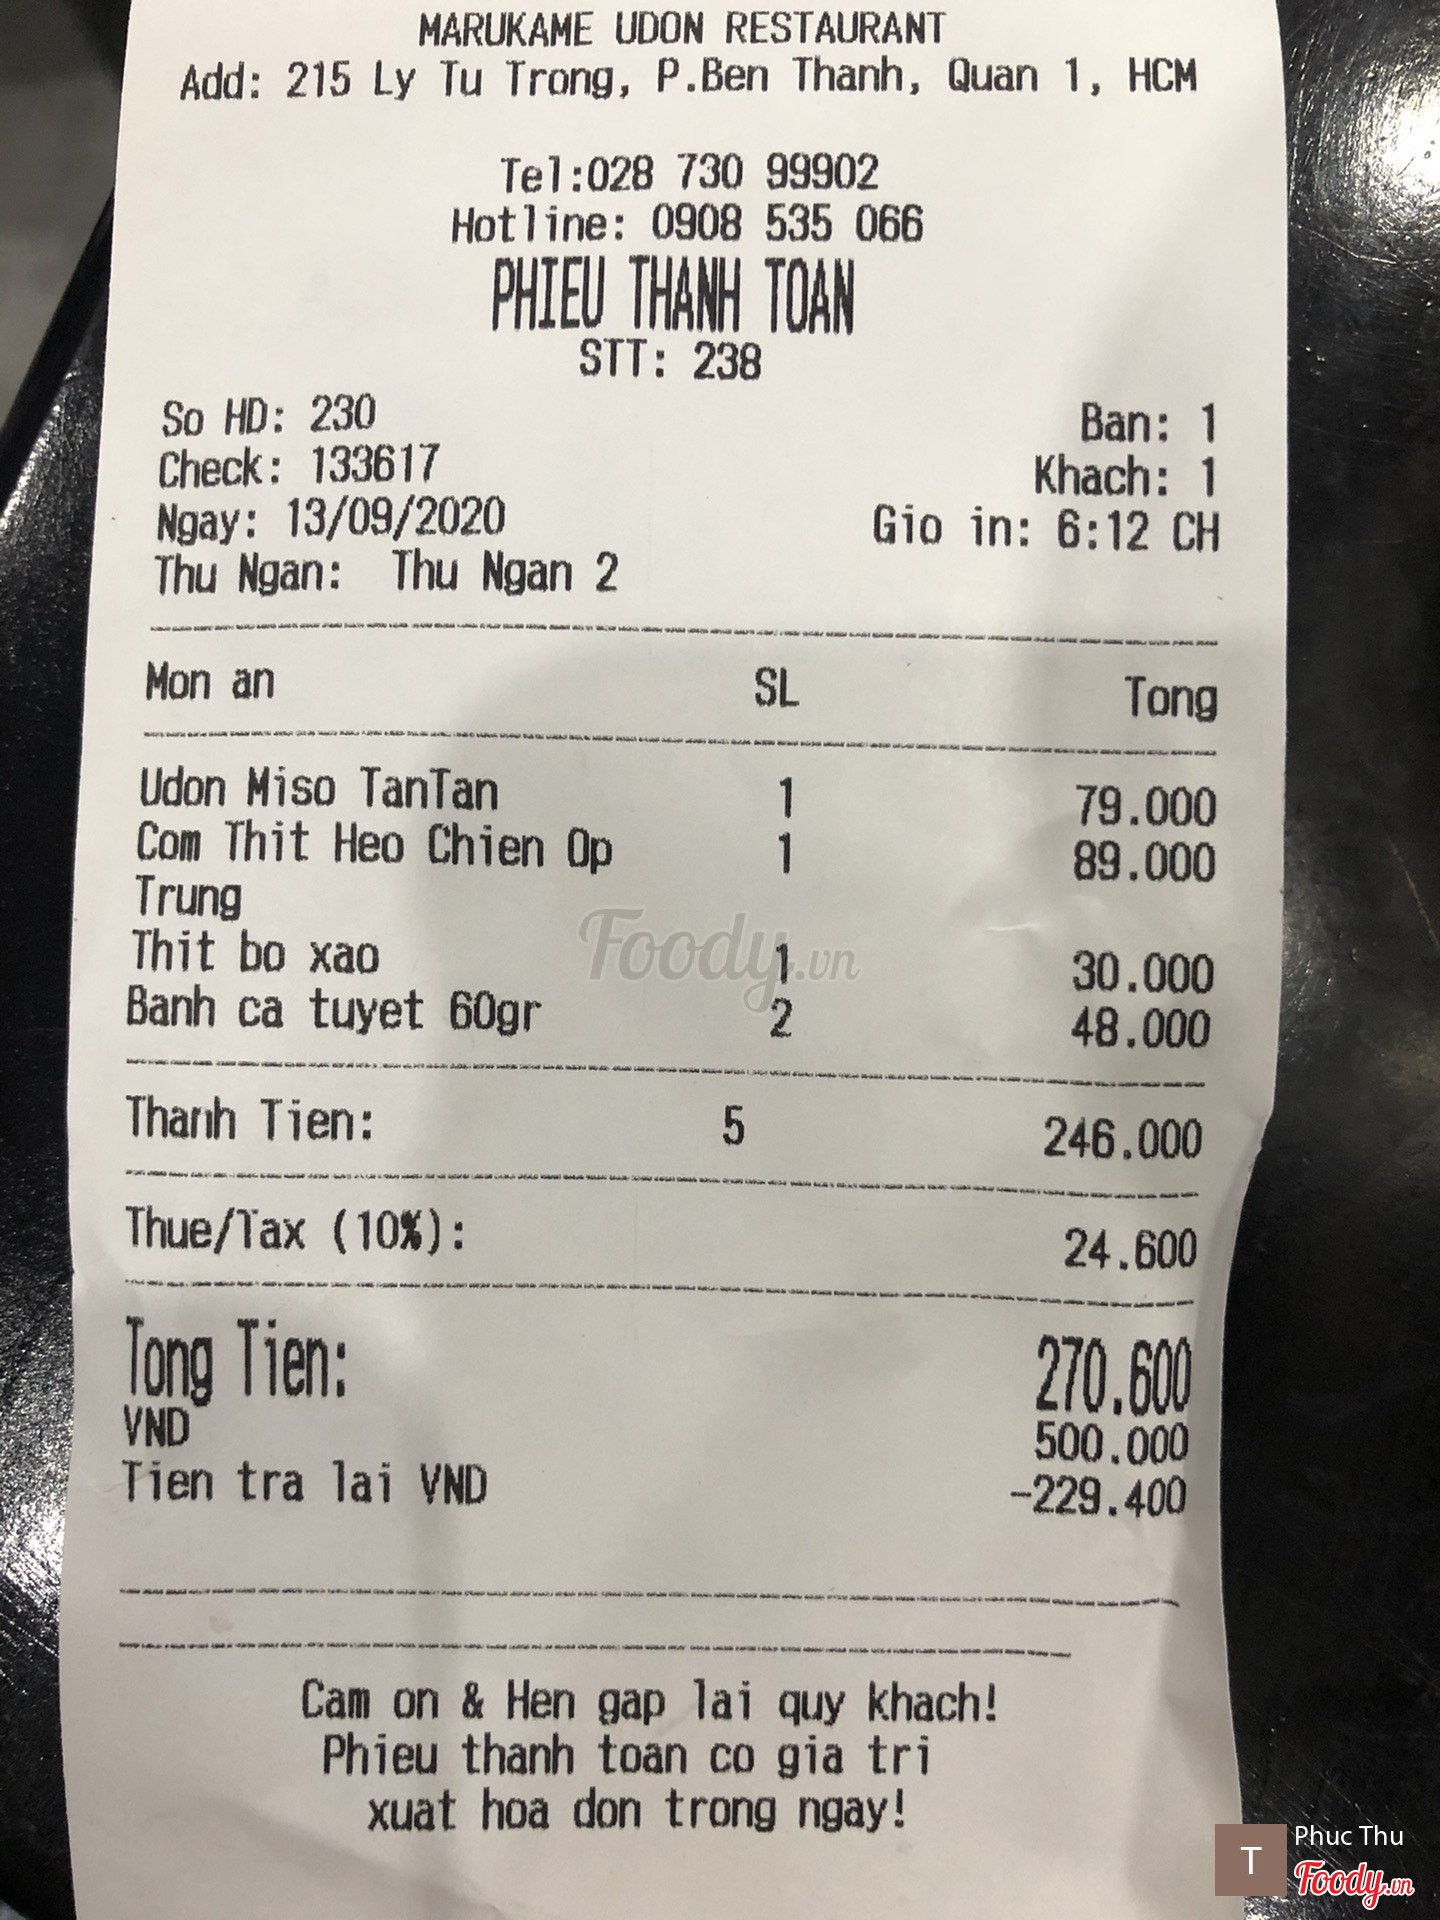 MARUKAME UDON RESTAURANT
Add: 215 Ly Tu Trong, P.Ben Thanh, Quan 1, HCM
Tel:028 730 99902
Hotline: 0908 535 066
PHIEU THANH TOAN
STT: 238
So HD: 230 Ban: 1
Check: 133617 Khach: 1
Ngay: 13/09/2020 Gio in: 6:12 CH
Thu Ngan: Thu Ngan 2
Mon an SL Tong
Udon Miso TanTan 1 79.000
Com Thit Heo Chien Op 1 89.000
Trung
Foody.vn
Thit bo xao 1 30.000
Banh ca tuyet 60gr 2 48.000
Thanh Tien: 5 246.000
Thue/Tax (10%): 24.600
Tong Tien: 270.600
VND 500.000
Tien tra lai VND -229.400
Cam on & Hen gap lai quy khach!
Phieu thanh toan co gia tri
xuat hoa don trong ngay!
T Phuc Thu
Foody.vn